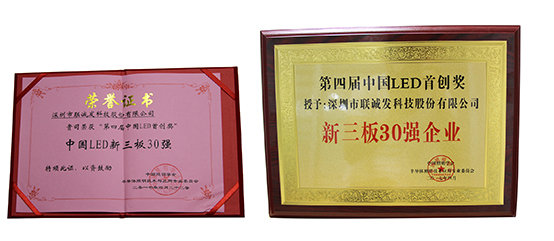 荣誉证书
深圳市联诚发科技股份有限公司
贵司荣获"第四届中国LED首创奖"
中国LED新三板30强
特颁此证，以资鼓励
第四届中国LED首创奖
授予:深圳市联诚发科技股份有限公司
新三板30强企业